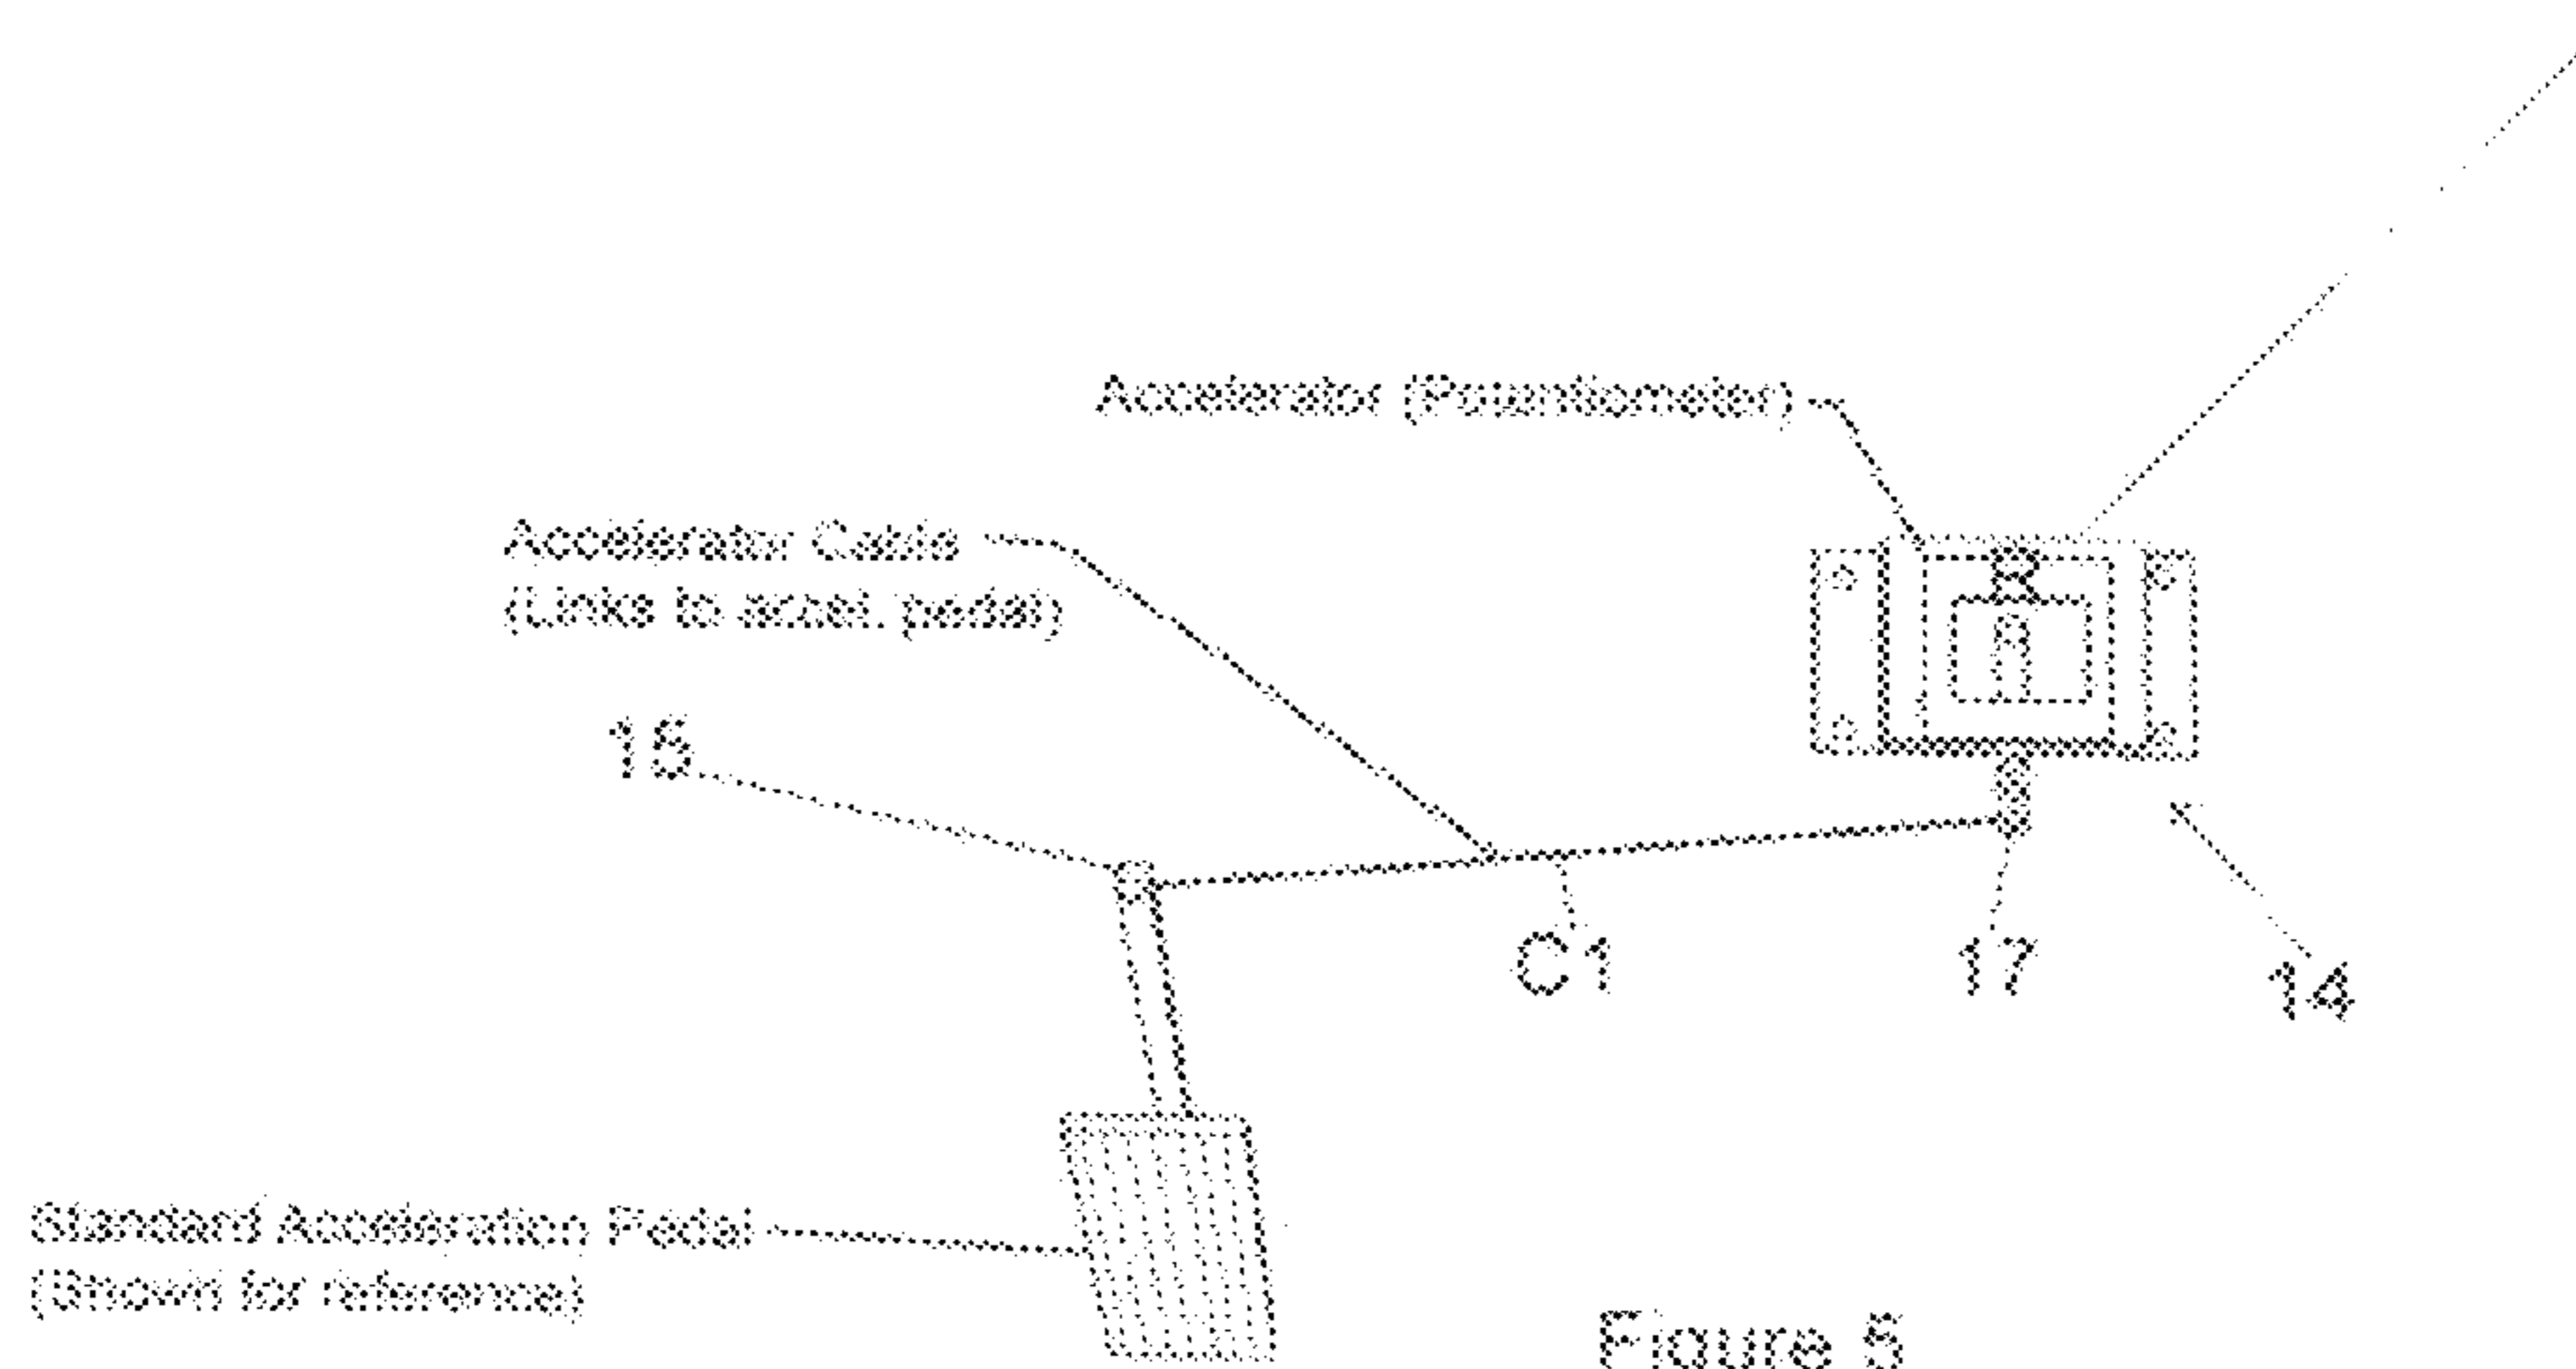 Accelerator (Potentiometer)
Accelerator Cable
(Links to accel. pedal)
15
C1
17
14
Standard Acceleration Pedal
(Shown for reference)
Figure 5